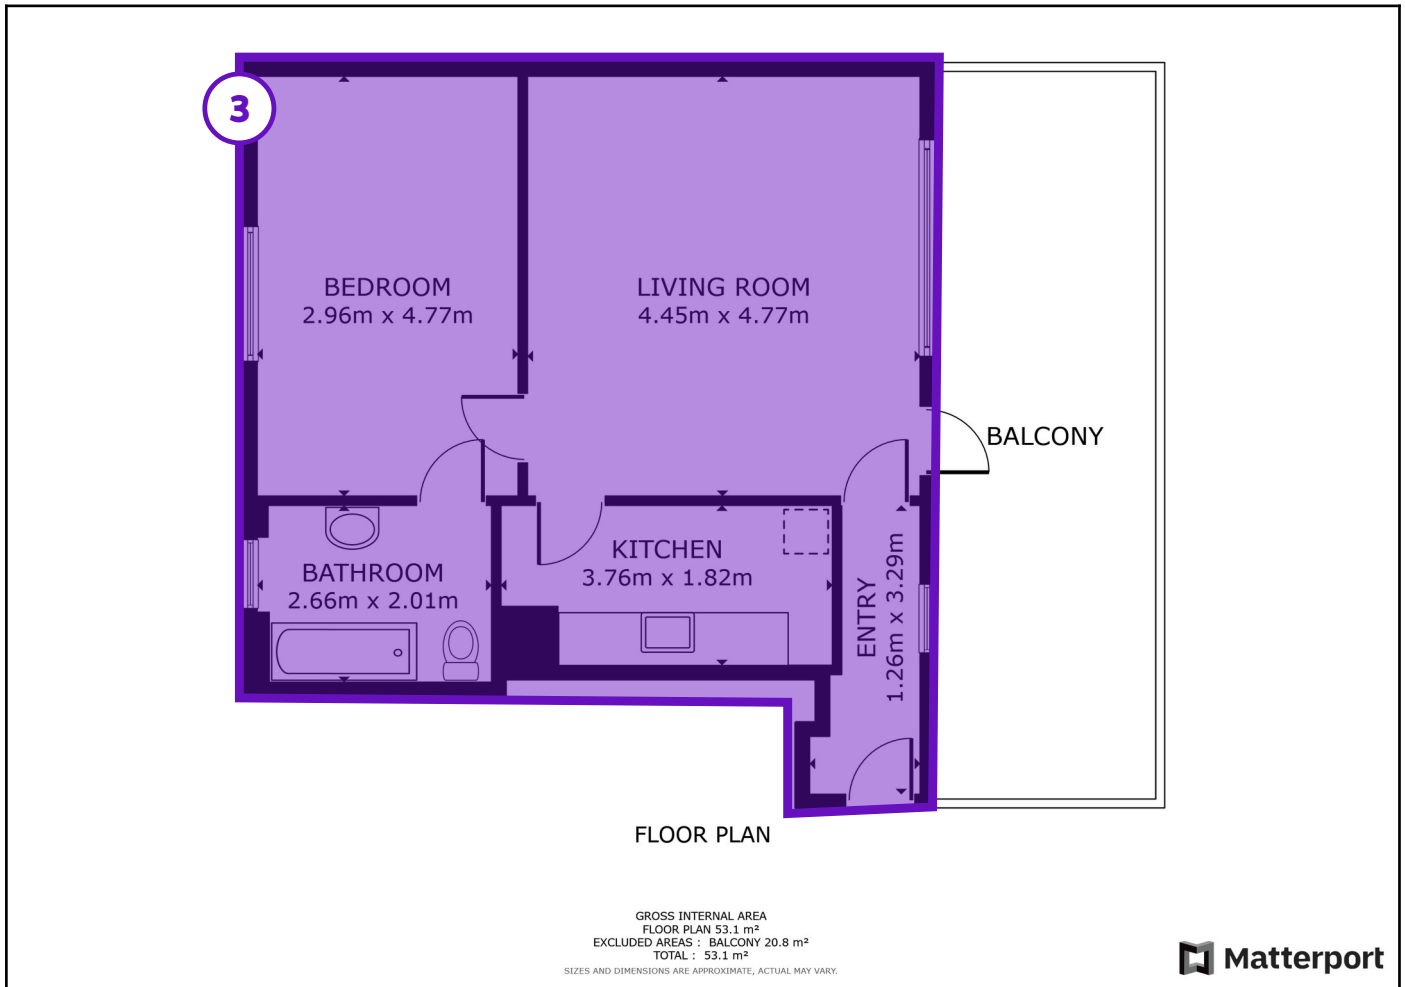 3
BEDROOM
2.96m x 4.77m
LIVING ROOM
4.45m x 4.77m
BALCONY
BATHROOM
2.66m x 2.01m
KITCHEN
3.76m x 1.82m
ENTRY
1.26m x 3.29m
FLOOR PLAN
GROSS INTERNAL AREA
FLOOR PLAN 53.1 m²
EXCLUDED AREAS : BALCONY 20.8 m²
TOTAL : 53.1 m²
SIZES AND DIMENSIONS ARE APPROXIMATE, ACTUAL MAY VARY.
Matterport